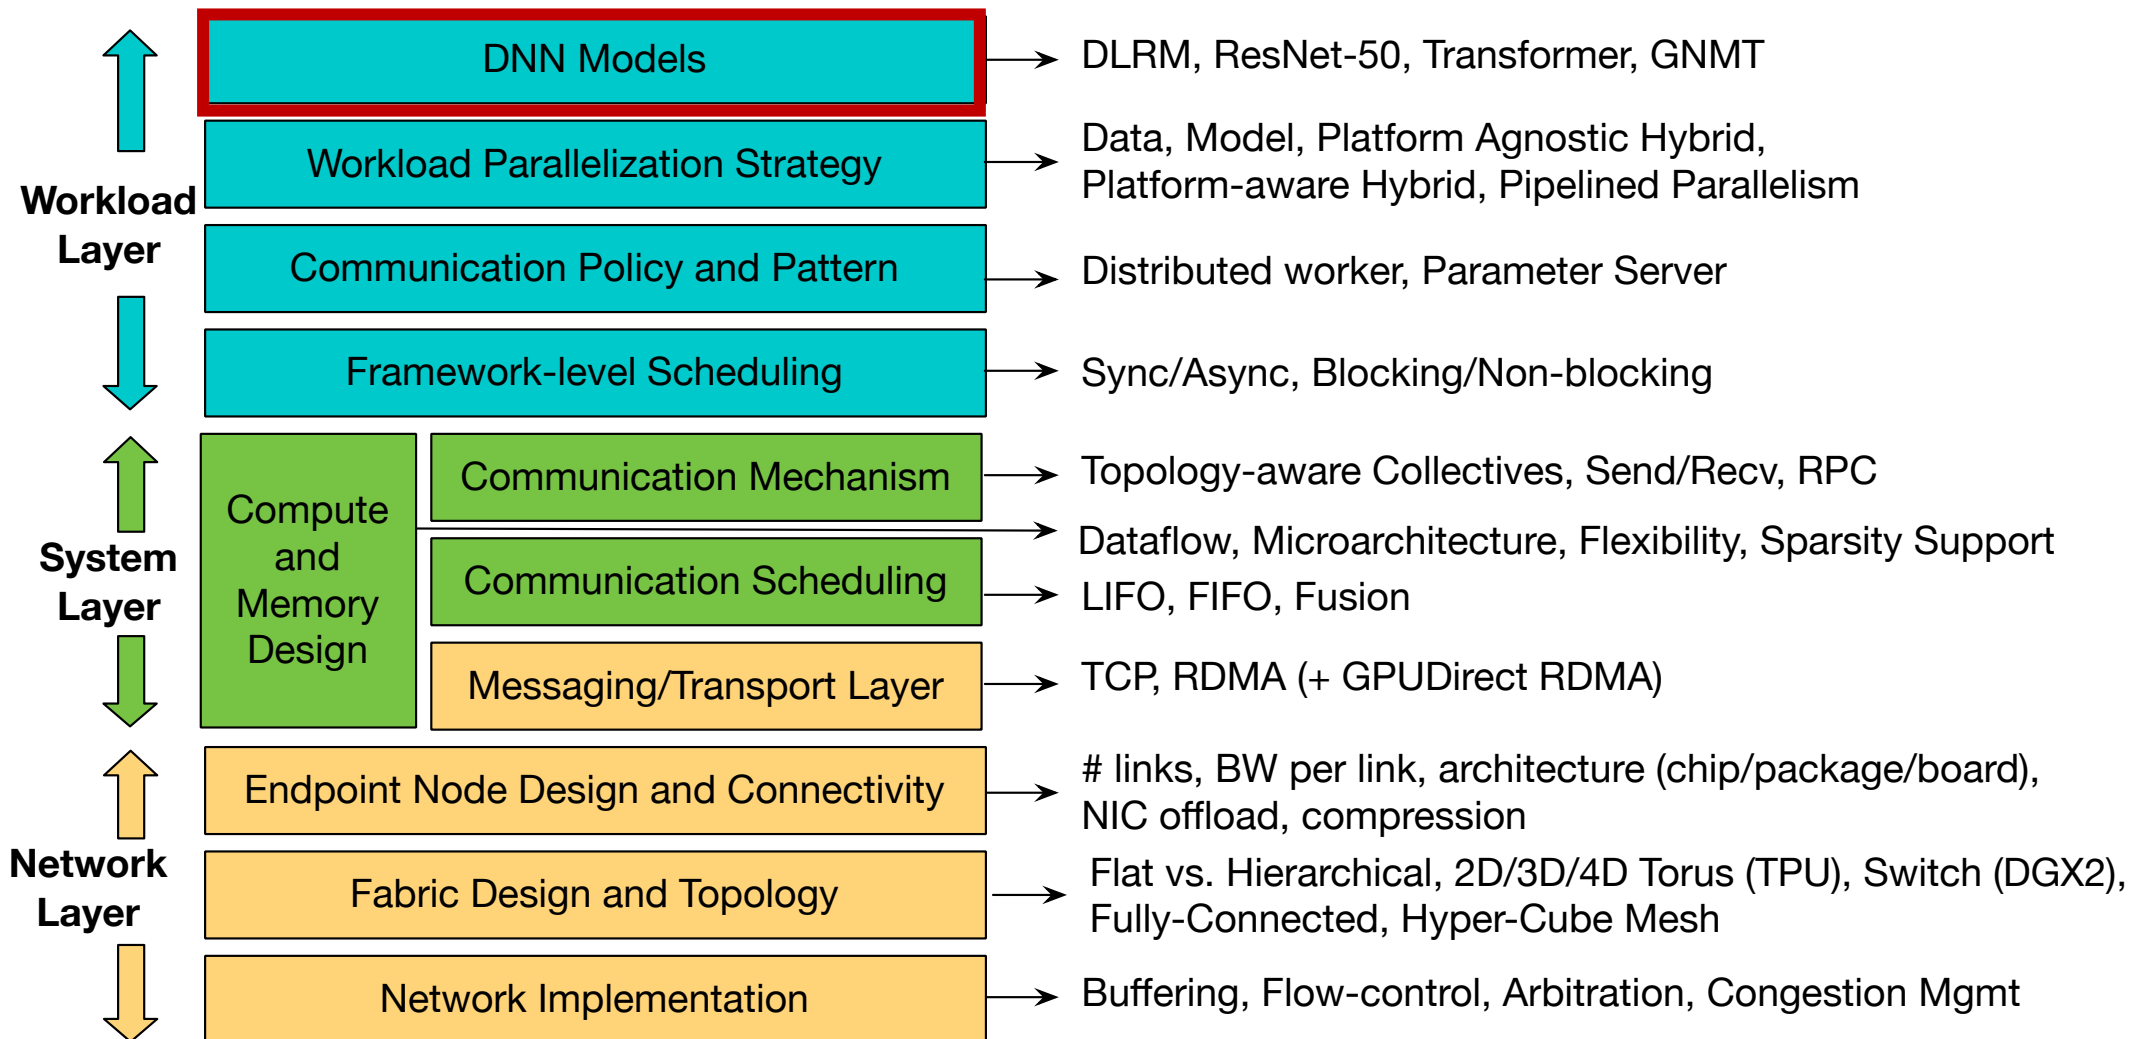 DNN Models
DLRM, ResNet-50, Transformer, GNMT
Workload Layer
Workload Parallelization Strategy
Data, Model, Platform Agnostic Hybrid,
Platform-aware Hybrid, Pipelined Parallelism
Communication Policy and Pattern
Distributed worker, Parameter Server
Framework-level Scheduling
Sync/Async, Blocking/Non-blocking
System
Layer
Compute
and
Memory
Design
Communication Mechanism
Topology-aware Collectives, Send/Recv, RPC
Dataflow, Microarchitecture, Flexibility, Sparsity Support
Communication Scheduling
LIFO, FIFO, Fusion
Messaging/Transport Layer
TCP, RDMA (+ GPUDirect RDMA)
Network
Layer
Endpoint Node Design and Connectivity
# links, BW per link, architecture (chip/package/board),
NIC offload, compression
Fabric Design and Topology
Flat vs. Hierarchical, 2D/3D/4D Torus (TPU), Switch (DGX2),
Fully-Connected, Hyper-Cube Mesh
Network Implementation
Buffering, Flow-control, Arbitration, Congestion Mgmt